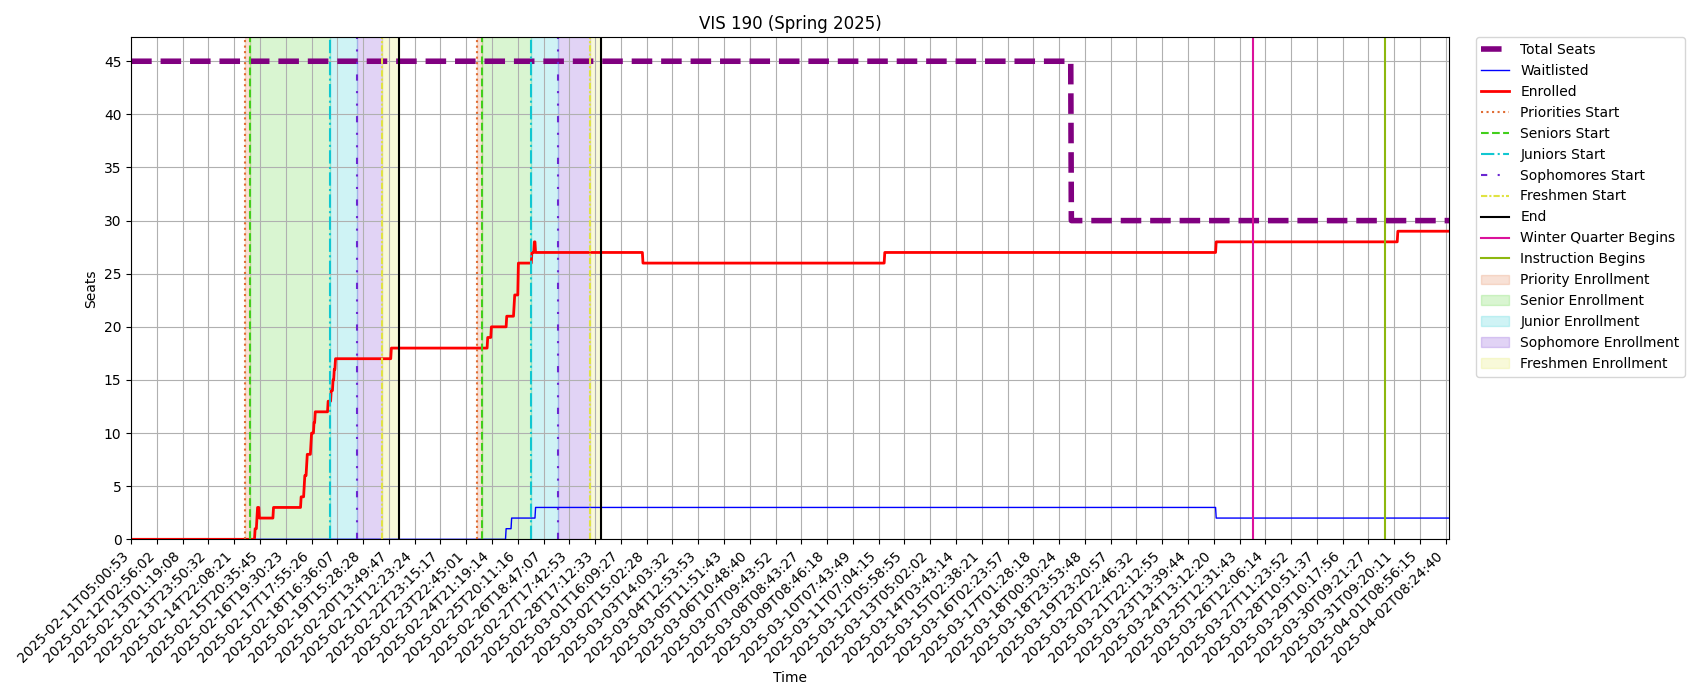 VIS 190 (Spring 2025)
Seats
45
40
35
30
25
20
15
10
5
0
2025-02-11T05:00:53
2025-02-12T02:56:02
2025-02-13T01:19:08
2025-02-13T23:50:32
2025-02-14T22:08:21
2025-02-15T20:35:45
2025-02-16T19:30:23
2025-02-17T17:55:26
2025-02-18T16:36:07
2025-02-19T15:28:28
2025-02-20T13:49:47
2025-02-21T12:23:24
2025-02-22T23:15:17
2025-02-23T22:45:01
2025-02-24T21:19:14
2025-02-25T20:11:16
2025-02-26T18:47:07
2025-02-27T17:42:53
2025-02-28T17:12:33
2025-03-01T16:09:27
2025-03-02T15:02:28
2025-03-03T14:03:32
2025-03-04T12:53:53
2025-03-05T11:51:43
2025-03-06T10:48:40
2025-03-07T09:43:52
2025-03-08T08:43:27
2025-03-09T08:46:18
2025-03-10T07:43:49
2025-03-11T07:04:15
2025-03-12T05:58:55
2025-03-13T05:02:02
2025-03-14T03:43:14
2025-03-15T02:38:21
2025-03-16T02:23:57
2025-03-17T01:28:18
2025-03-18T00:30:24
2025-03-18T23:53:48
2025-03-19T23:20:57
2025-03-20T22:46:32
2025-03-21T22:12:55
2025-03-23T13:39:44
2025-03-24T13:12:20
2025-03-25T12:31:43
2025-03-26T12:06:14
2025-03-27T11:23:52
2025-03-28T10:51:37
2025-03-29T10:17:56
2025-03-30T09:21:27
2025-03-31T09:20:11
2025-04-01T08:56:15
2025-04-02T08:24:40
Time
Total Seats
Waitlisted
Enrolled
Priorities Start
Seniors Start
Juniors Start
Sophomores Start
Freshmen Start
End
Winter Quarter Begins
Instruction Begins
Priority Enrollment
Senior Enrollment
Junior Enrollment
Sophomore Enrollment
Freshmen Enrollment